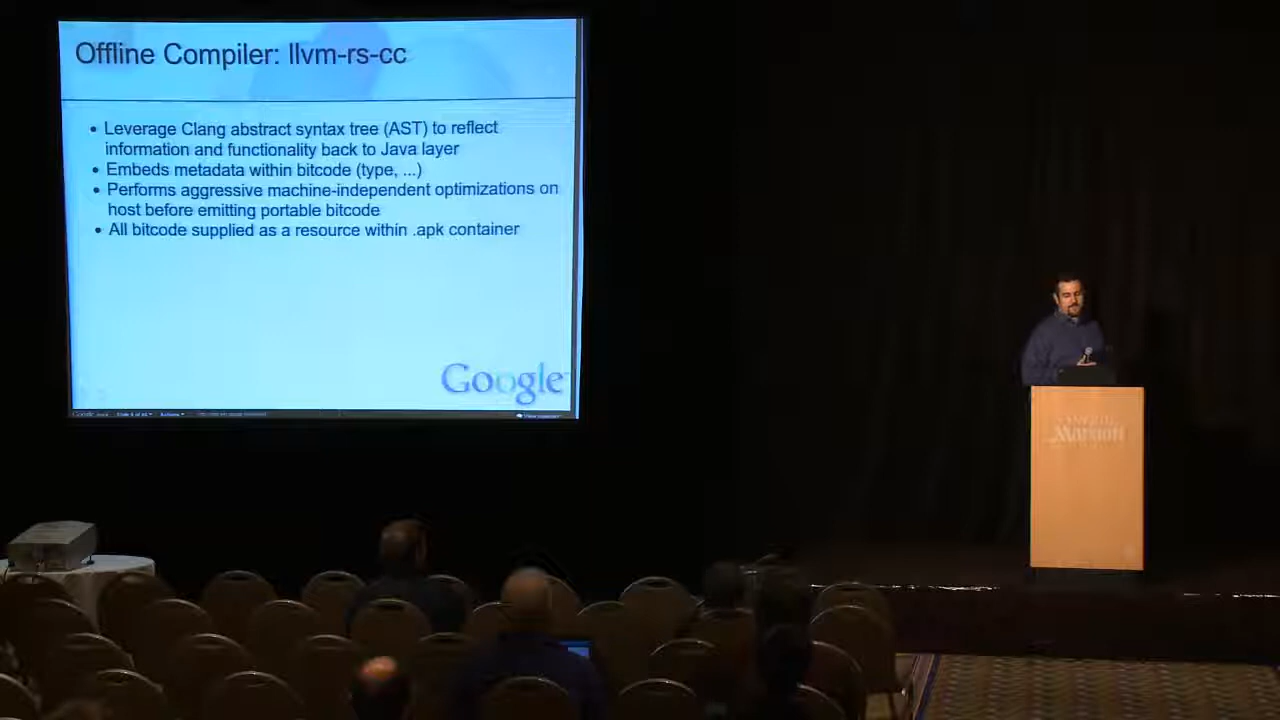 Offline Compiler: llvm-rs-cc
• Leverage Clang abstract syntax tree (AST) to reflect
information and functionality back to Java layer
• Embeds metadata within bitcode (type, ...)
• Performs aggressive machine-independent optimizations on
host before emitting portable bitcode
• All bitcode supplied as a resource within .apk container
Google
Marriott